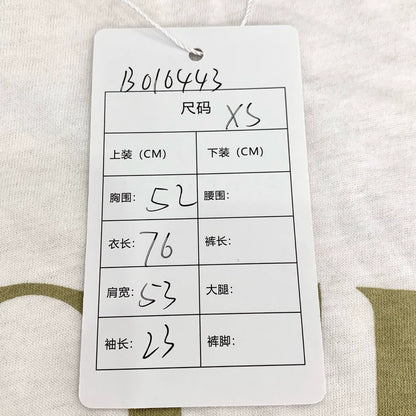 B010443
尺码 XS
上装（CM） 下装（CM）
胸围: 52 腰围:
衣长: 76 裤长:
肩宽: 53 大腿:
袖长: 23 裤脚: